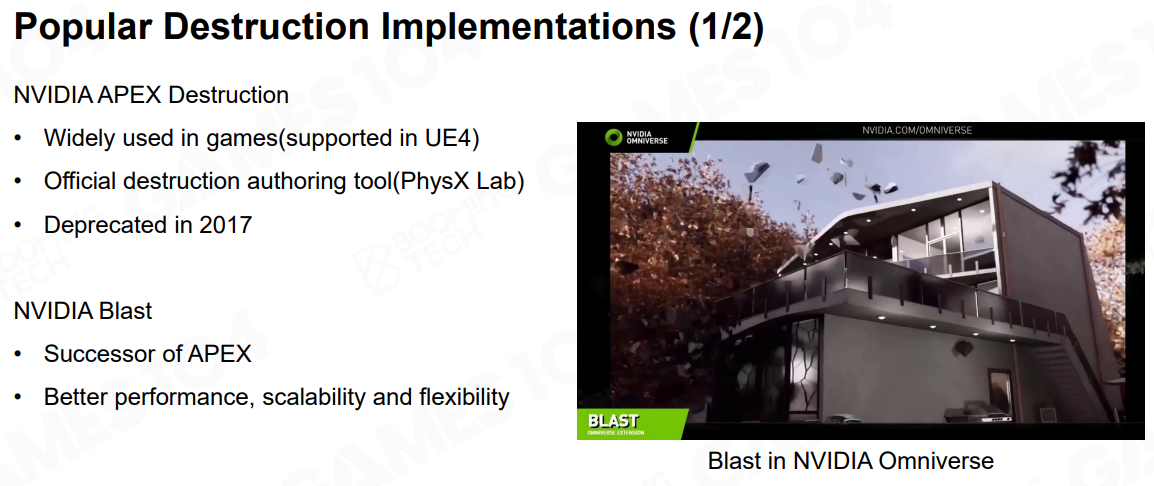 Popular Destruction Implementations (1/2)
NVIDIA APEX Destruction
• Widely used in games(supported in UE4)
• Official destruction authoring tool(PhysX Lab)
• Deprecated in 2017
NVIDIA Blast
• Successor of APEX
• Better performance, scalability and flexibility
NVIDIA
OMNIVERSE
NVIDIA.COM/OMNIVERSE
BLAST
OMNIVERSE EXTENSION
Blast in NVIDIA Omniverse
GAMES104
BOOMING
TECH